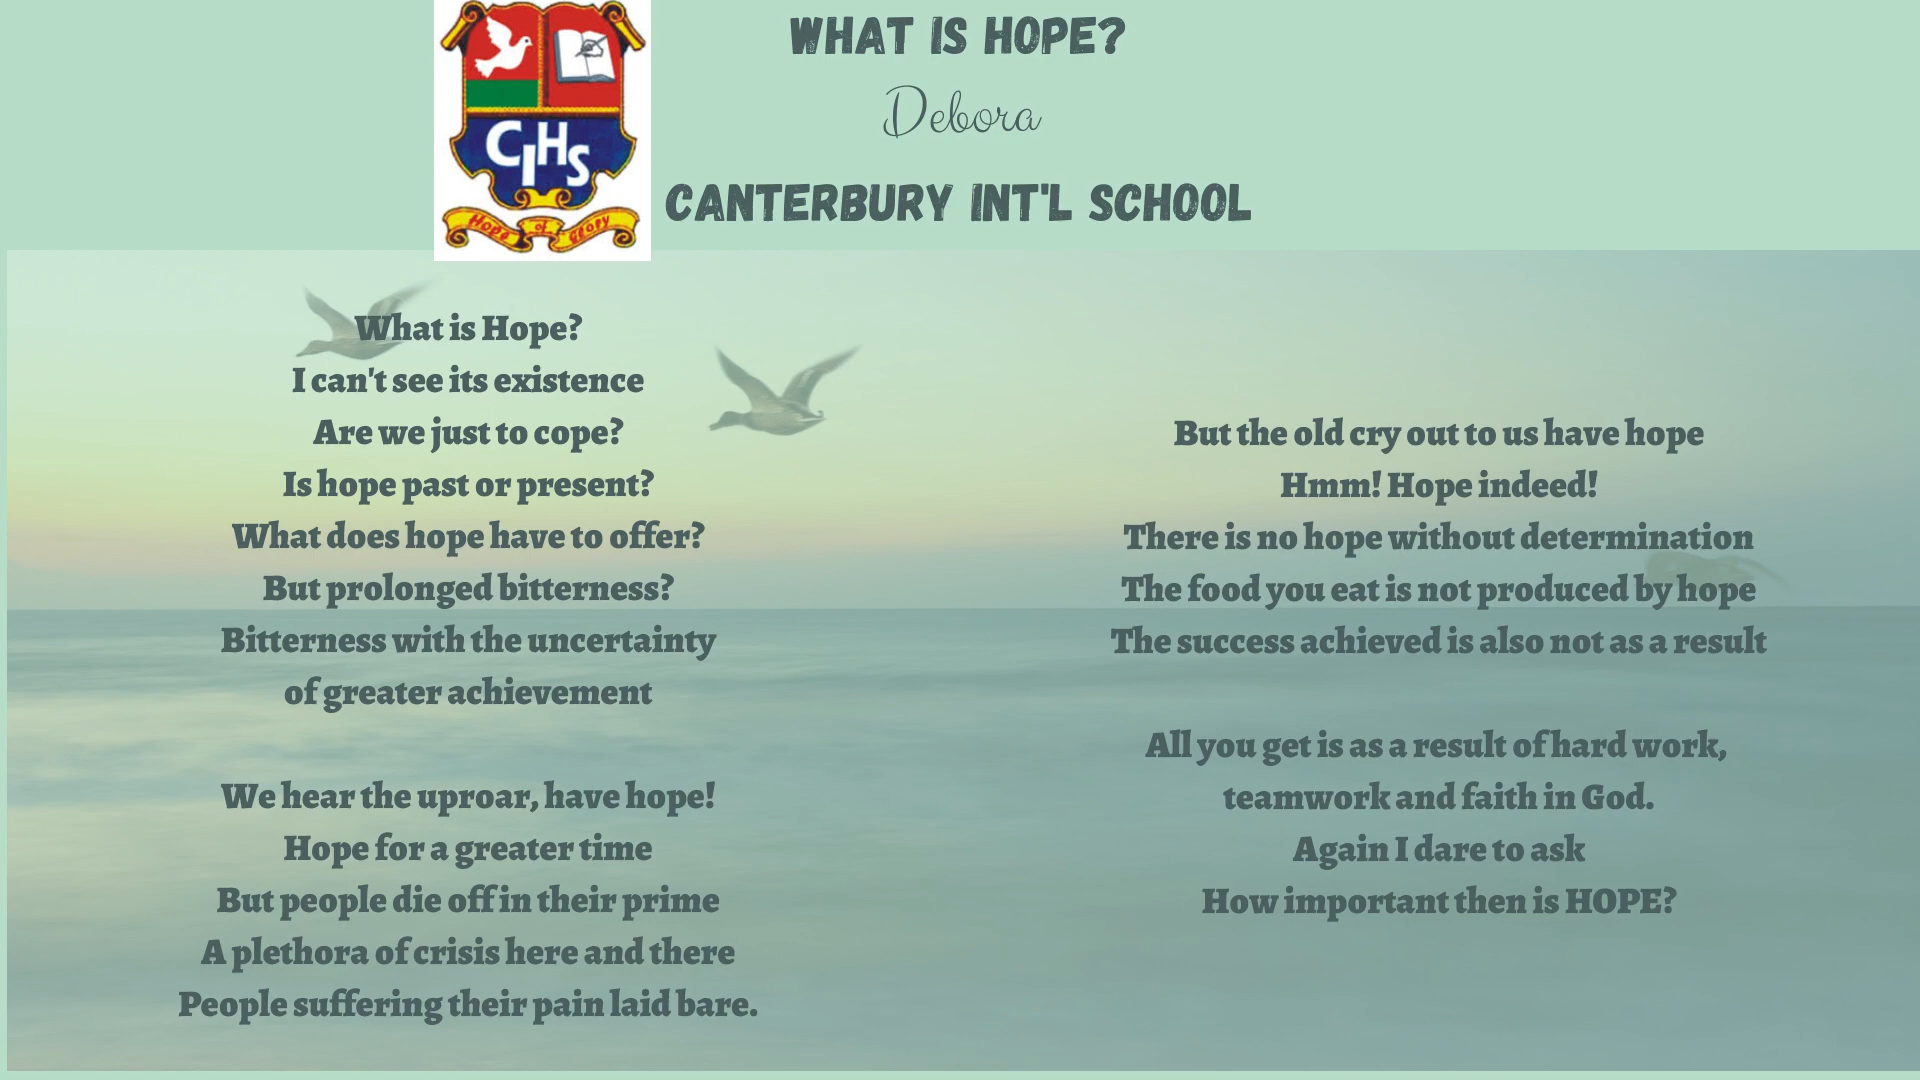 WHAT IS HOPE?
Debora
CANTERBURY INT'L SCHOOL
CIHS
Hope of Glory
What is Hope?
I can't see its existence
Are we just to cope?
Is hope past or present?
What does hope have to offer?
But prolonged bitterness?
Bitterness with the uncertainty
of greater achievement
We hear the uproar, have hope!
Hope for a greater time
But people die off in their prime
A plethora of crisis here and there
People suffering their pain laid bare.
But the old cry out to us have hope
Hmm! Hope indeed!
There is no hope without determination
The food you eat is not produced by hope
The success achieved is also not as a result
All you get is as a result of hard work,
teamwork and faith in God.
Again I dare to ask
How important then is HOPE?